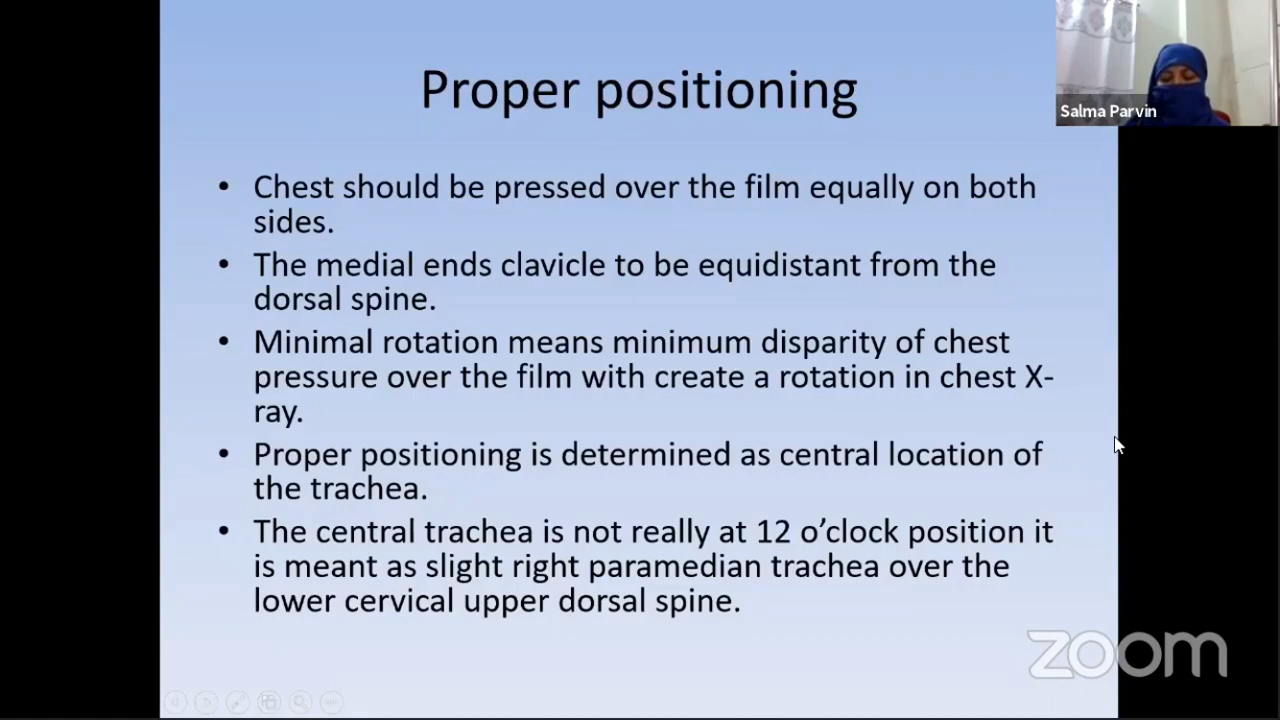 Proper positioning
Salma Parvin
• Chest should be pressed over the film equally on both
sides.
• The medial ends clavicle to be equidistant from the
dorsal spine.
• Minimal rotation means minimum disparity of chest
pressure over the film with create a rotation in chest X-
ray.
• Proper positioning is determined as central location of
the trachea.
• The central trachea is not really at 12 o’clock position it
is meant as slight right paramedian trachea over the
lower cervical upper dorsal spine.
zoom